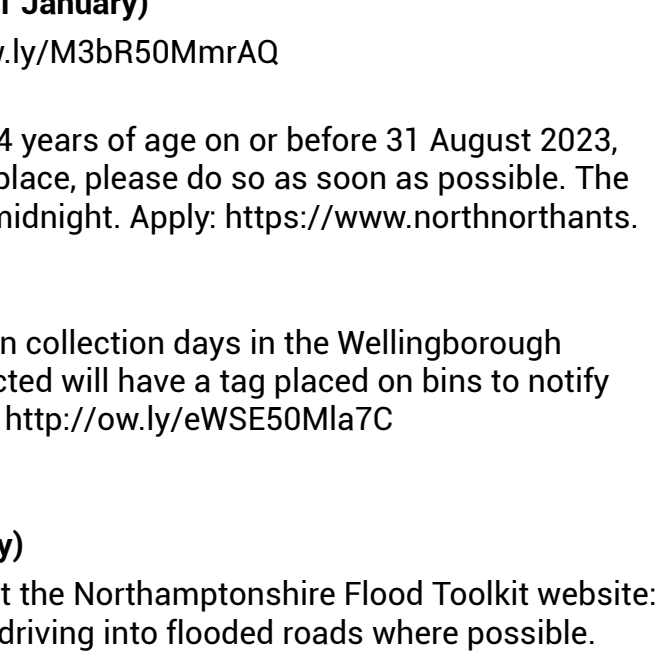 January)
w.ly/M3bR50MmrAQ
4 years of age on or before 31 August 2023,
place, please do so as soon as possible. The
midnight. Apply: https://www.northnorthants.
n collection days in the Wellingborough
cted will have a tag placed on bins to notify
http://ow.ly/eWSE50Mla7C
y)
t the Northamptonshire Flood Toolkit website:
driving into flooded roads where possible.